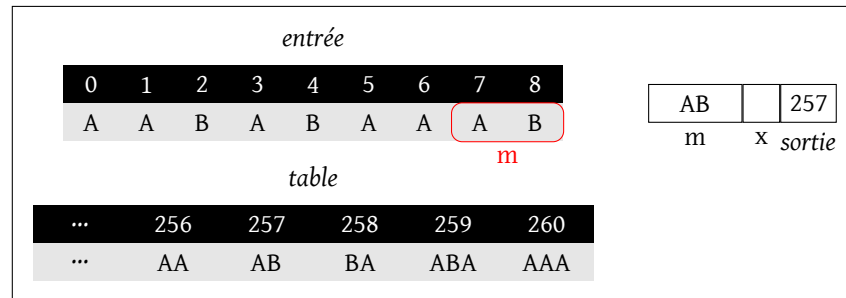 entrée
0 1 2 3 4 5 6 7 8
A A B A B A A A B
m
AB 257
m x sortie
table
... 256 257 258 259 260
... AA AB BA ABA AAA